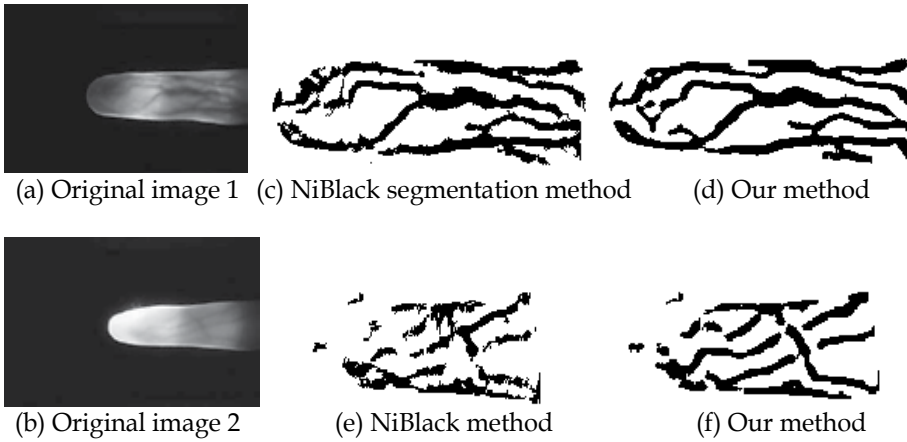 (a) Original image 1 (c) NiBlack segmentation method (d) Our method
(b) Original image 2 (e) NiBlack method (f) Our method